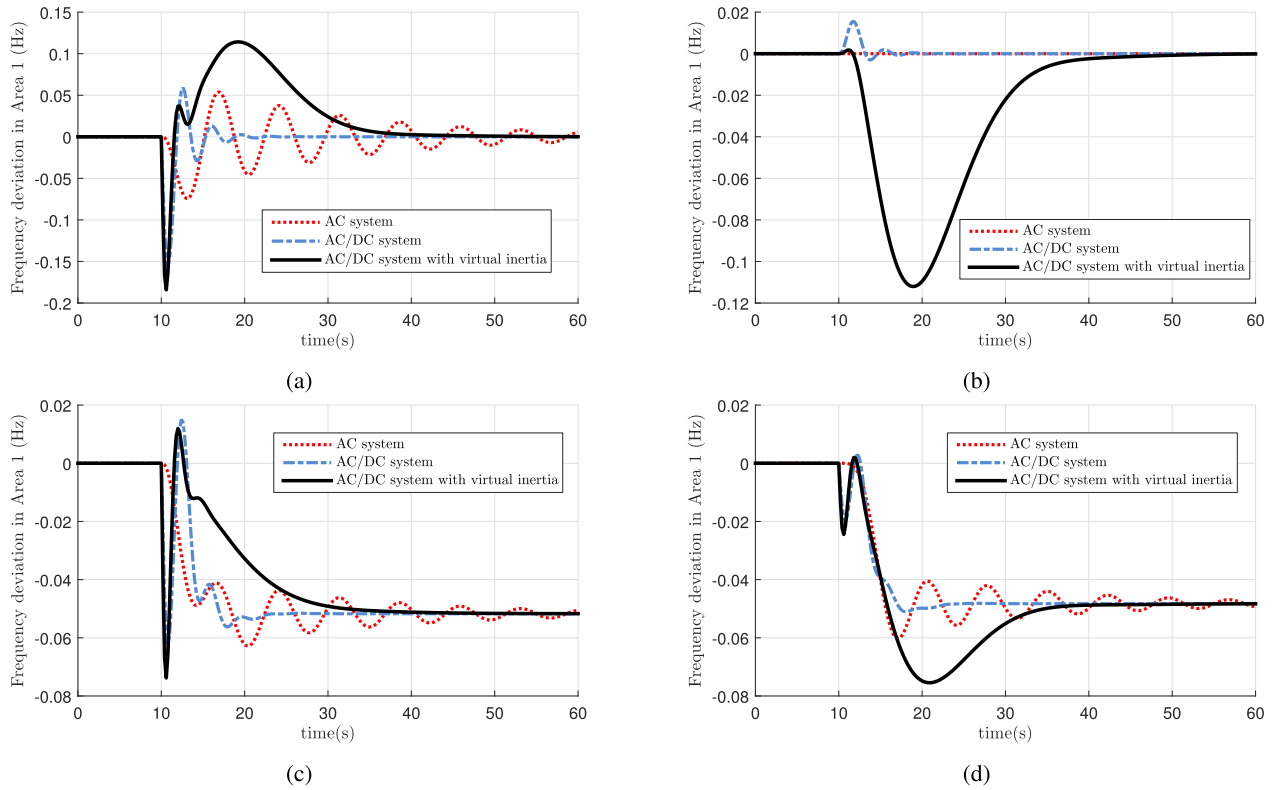 Frequency deviation in Area 1 (Hz)
0.15
0.1
0.05
0
-0.05
-0.1
-0.15
-0.2
AC system
AC/DC system
AC/DC system with virtual inertia
0 10 20 30 40 50 60
time(s)
(a)
Frequency deviation in Area 1 (Hz)
0.02
0
-0.02
-0.04
-0.06
-0.08
-0.1
-0.12
AC system
AC/DC system
AC/DC system with virtual inertia
0 10 20 30 40 50 60
time(s)
(b)
Frequency deviation in Area 1 (Hz)
0.02
0
-0.02
-0.04
-0.06
-0.08
AC system
AC/DC system
AC/DC system with virtual inertia
0 10 20 30 40 50 60
time(s)
(c)
Frequency deviation in Area 1 (Hz)
0.02
0
-0.02
-0.04
-0.06
-0.08
AC system
AC/DC system
AC/DC system with virtual inertia
0 10 20 30 40 50 60
time(s)
(d)